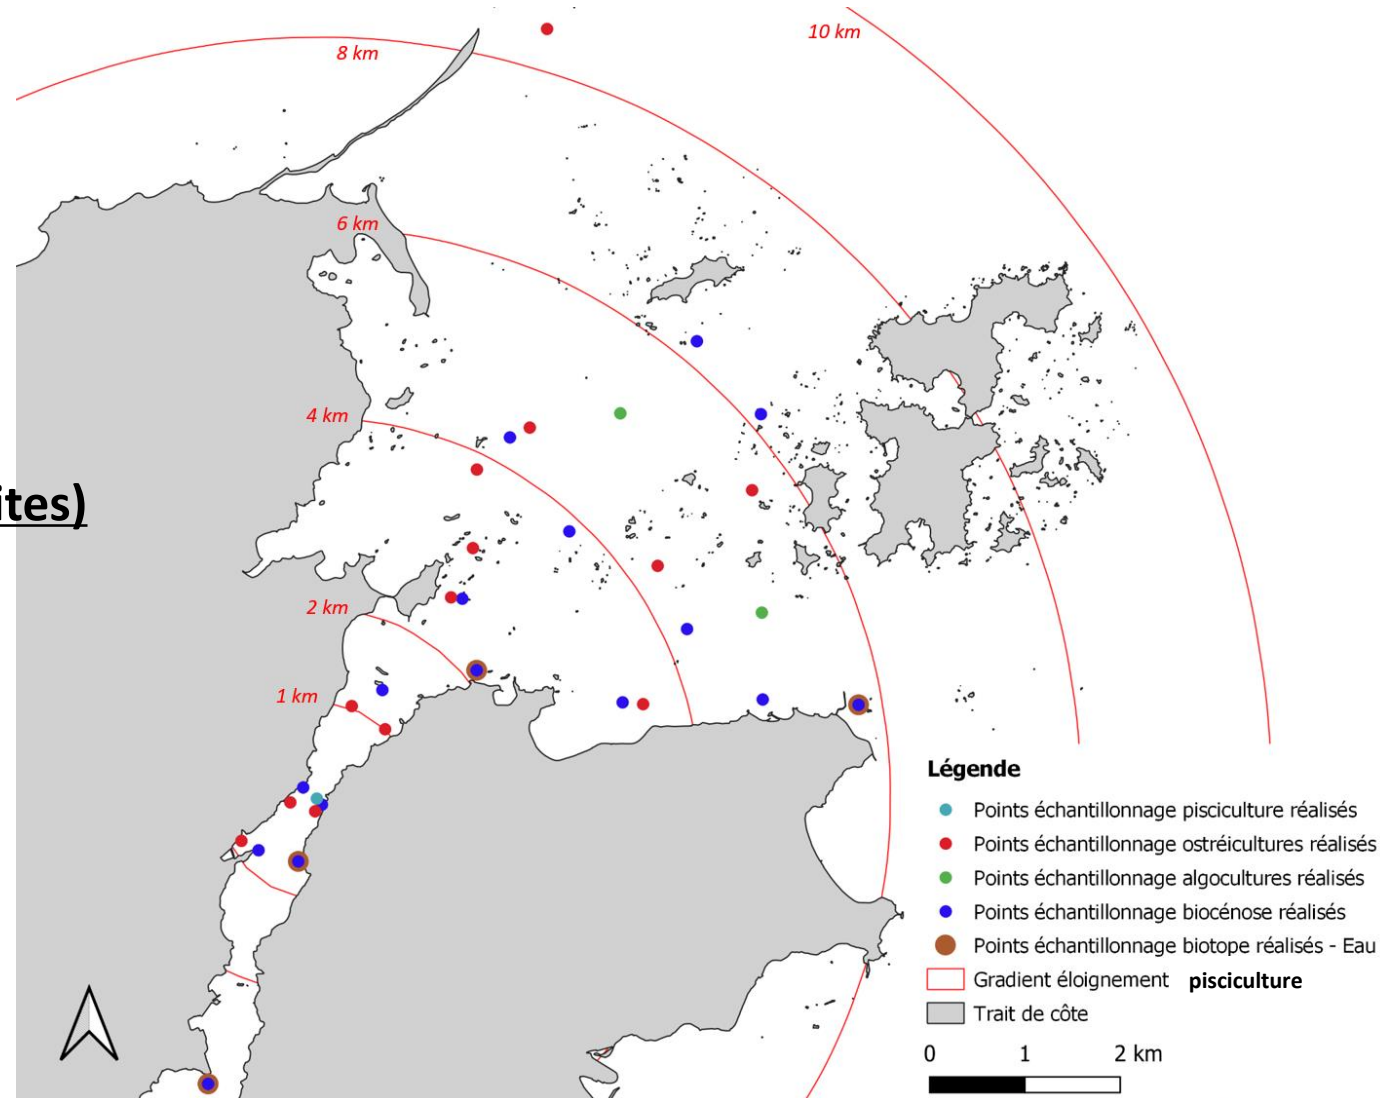 10 km
8 km
6 km
4 km
ites)
2 km
1 km
Légende
Points échantillonnage pisciculture réalisés
Points échantillonnage ostréicultures réalisés
Points échantillonnage algocultures réalisés
Points échantillonnage biocénose réalisés
Points échantillonnage biotope réalisés - Eau
Gradient éloignement pisciculture
Trait de côte
0 1 2 km